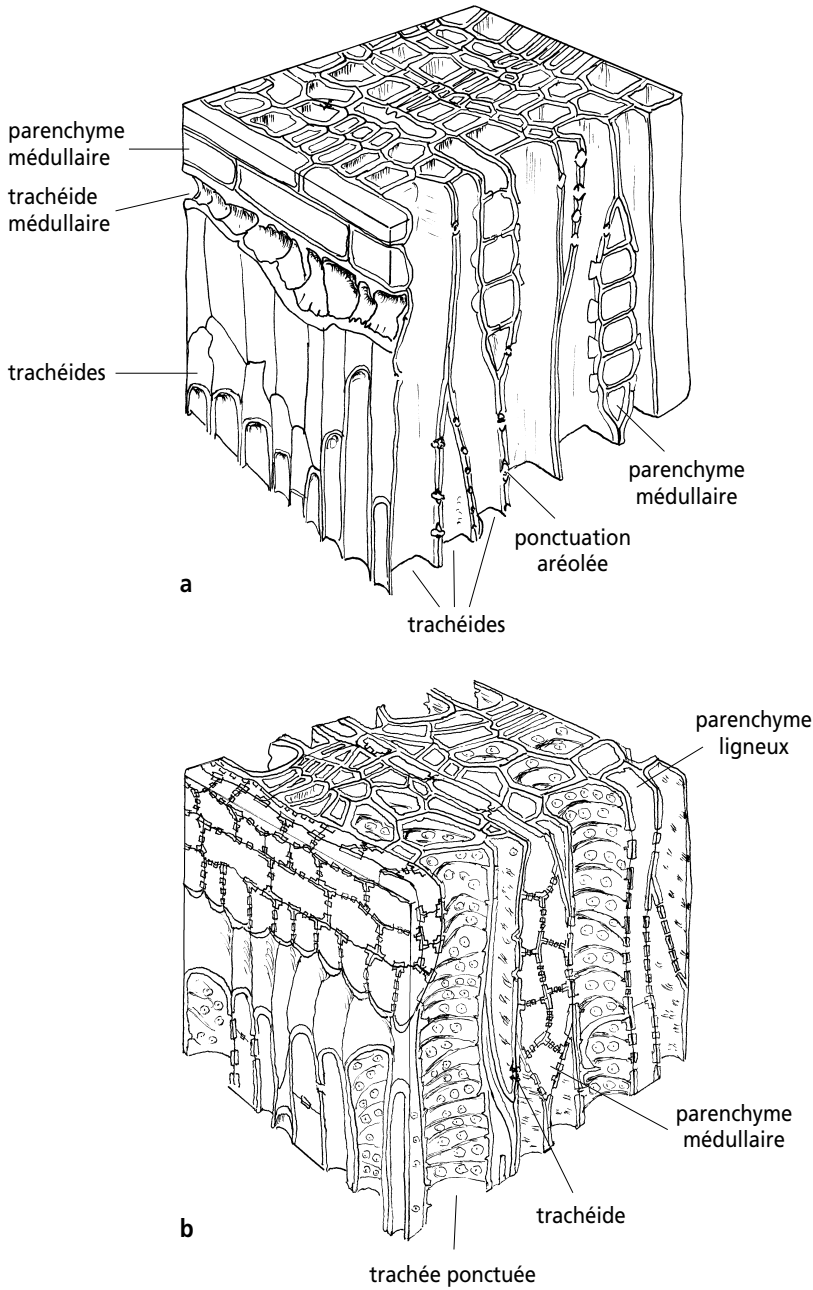 parenchyme
médullaire
trachéide
médullaire
trachéides
parenchyme
médullaire
ponctuation
aréolée
a
trachéides
parenchyme
ligneux
parenchyme
médullaire
trachéide
b
trachée ponctuée